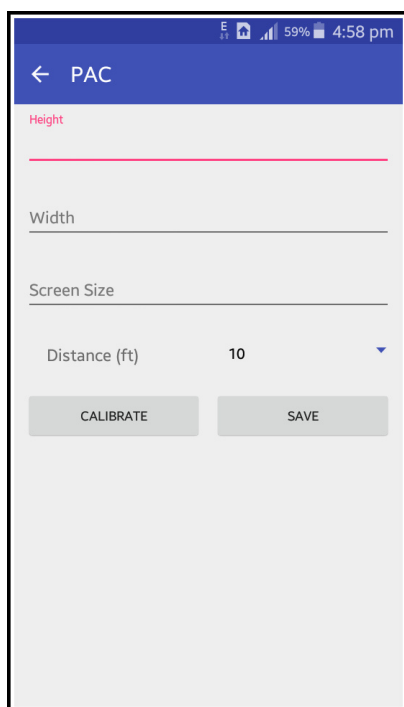 E 59% 4:58 pm
PAC
Height
Width
Screen Size
Distance (ft) 10
CALIBRATE SAVE